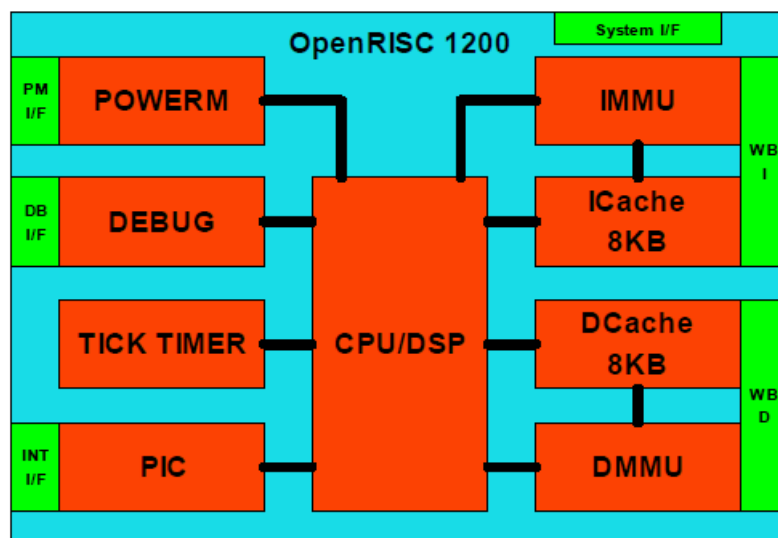 System I/F
OpenRISC 1200
PM
I/F
POWERM
IMMU
WB
I
DB
I/F
DEBUG
ICache
8KB
TICK TIMER
CPU/DSP
DCache
8KB
WB
D
INT
I/F
PIC
DMMU